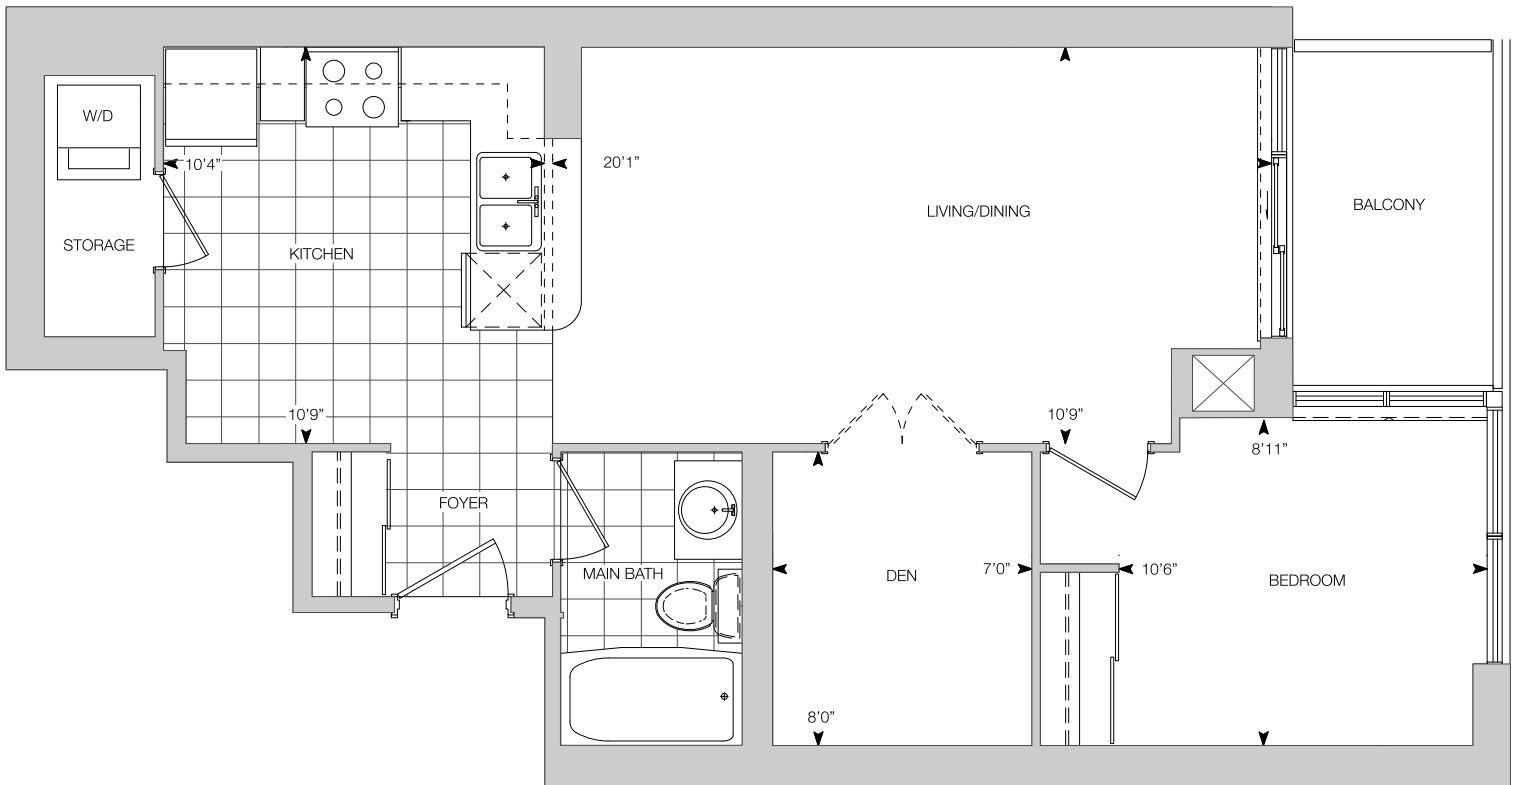 W/D
10'4"
20'1"
BALCONY
LIVING/DINING
STORAGE
KITCHEN
10'9"
10'9"
8'11"
FOYER
MAIN BATH
DEN
7'0"
10'6"
BEDROOM
8'0"